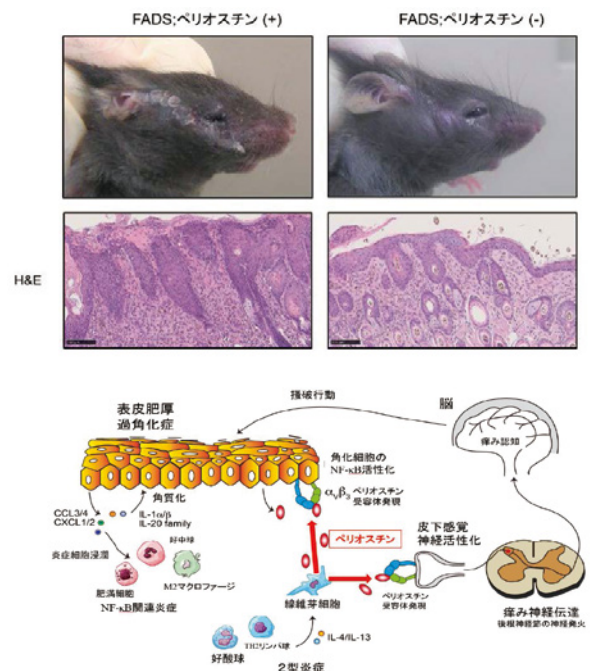 FADS;ペリオスチン (+)
FADS;ペリオスチン (-)
H&E
掻破行動
脳
痒み認知
表皮肥厚
過角化症
角化細胞の
NF-κB活性化
角質化
αvβ3 ペリオスチン
受容体発現
CCL3/4
CXCL1/2
IL-1α/β
IL-20 family
ペリオスチン
皮下感覚
神経活性化
好中球
炎症細胞浸潤
肥満細胞
M2マクロファージ
NF-κB関連炎症
線維芽細胞
ペリオスチン
受容体発現
痒み神経伝達
後根神経節の神経発火
IL-4/IL-13
好酸球
TH2リンパ球
2型炎症